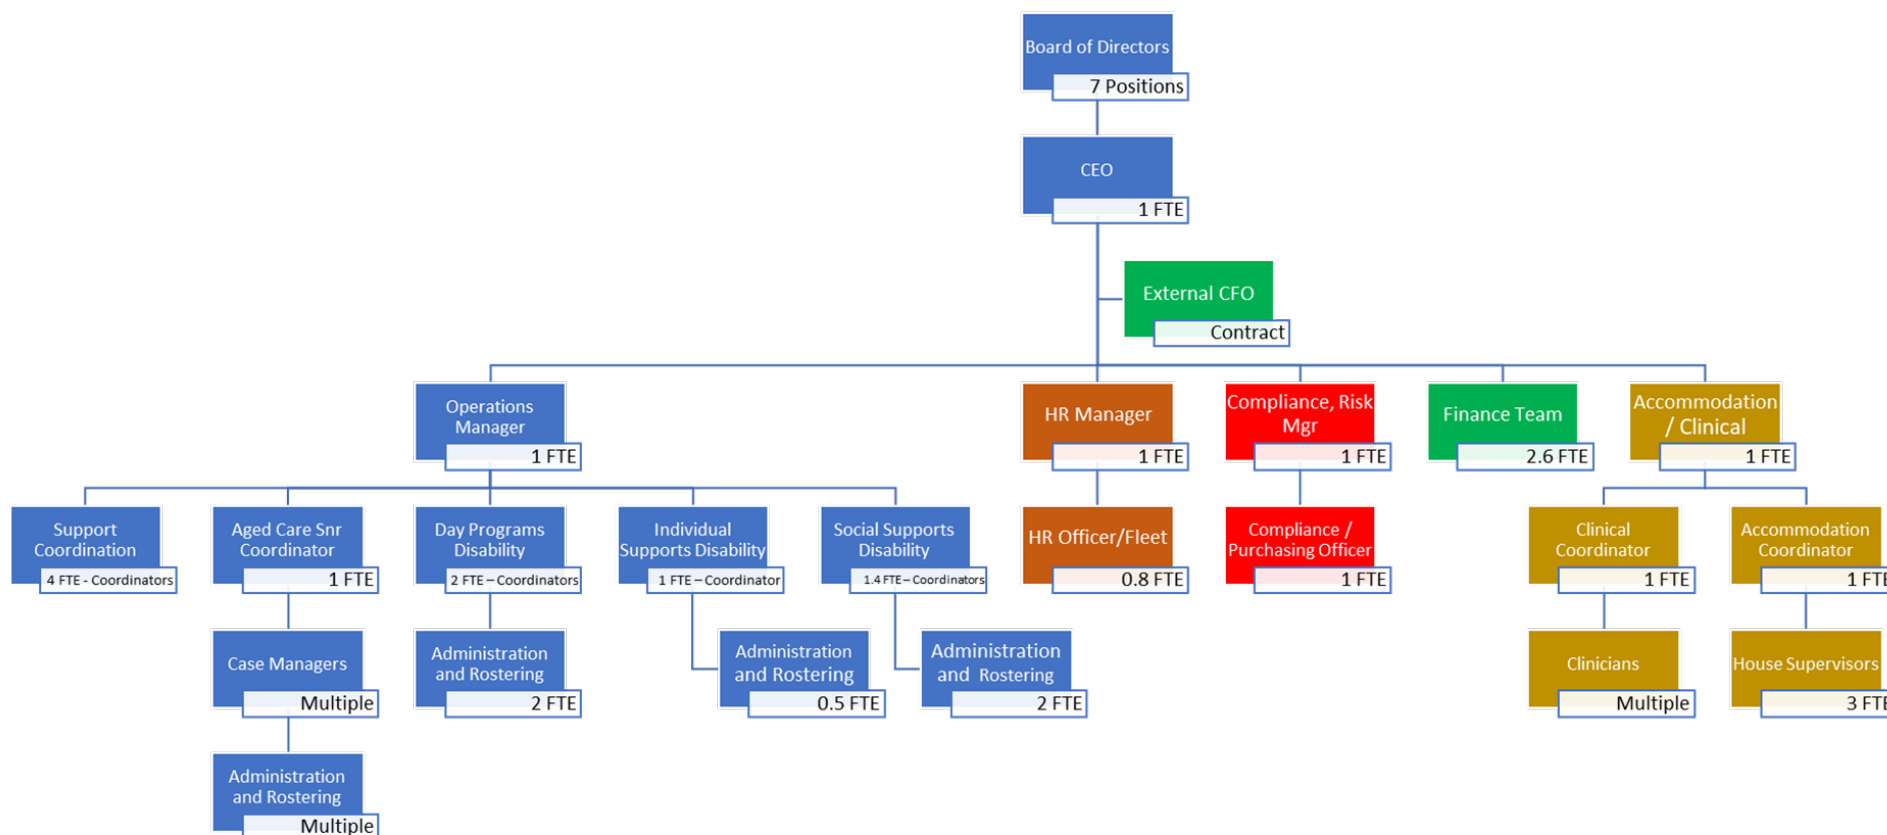 Board of Directors
7 Positions
CEO
1 FTE
External CFO
Contract
Operations
Manager
1 FTE
HR Manager
1 FTE
Compliance, Risk
Mgr
1 FTE
Finance Team
2.6 FTE
Accommodation
/ Clinical
1 FTE
Support
Coordination
4 FTE - Coordinators
Aged Care Snr
Coordinator
1 FTE
Day Programs
Disability
2 FTE – Coordinators
Individual
Supports Disability
1 FTE – Coordinator
Social Supports
Disability
1.4 FTE – Coordinators
HR Officer/Fleet
0.8 FTE
Compliance /
Purchasing Officer
1 FTE
Clinical
Coordinator
1 FTE
Accommodation
Coordinator
1 FTE
Case Managers
Multiple
Administration
and Rostering
2 FTE
Administration
and Rostering
0.5 FTE
Administration
and Rostering
2 FTE
Clinicians
Multiple
House Supervisors
3 FTE
Administration
and Rostering
Multiple